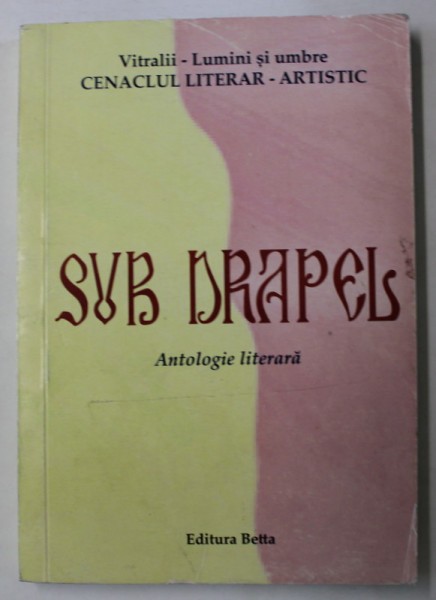 Vitralii - Lumini și umbre
CENACLUL LITERAR - ARTISTIC
SUB DRAPEL
Antologie literară
Editura Betta